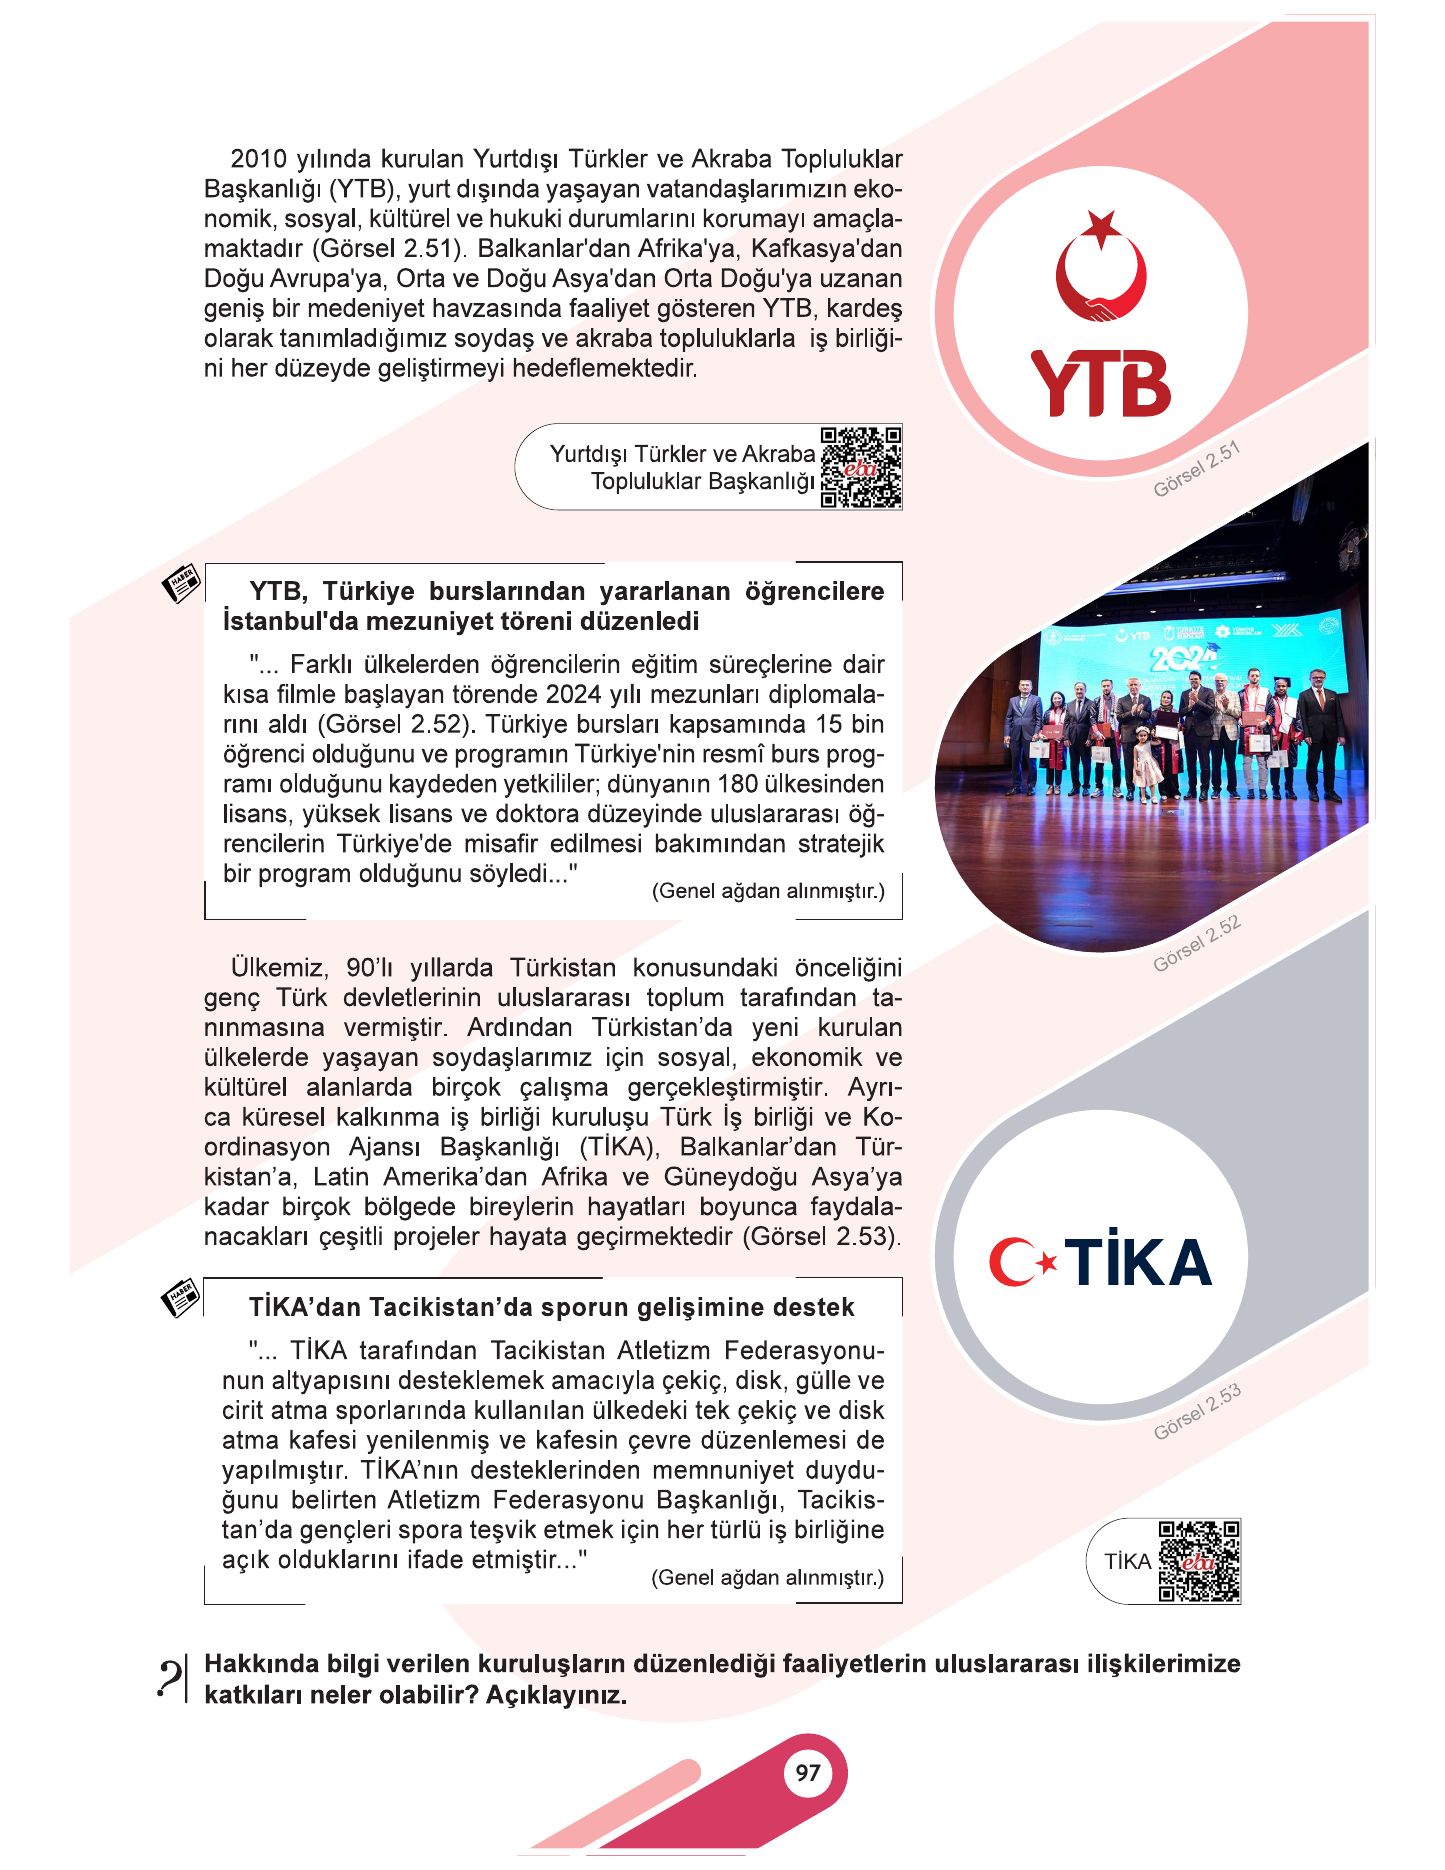 2010 yılında kurulan Yurtdışı Türkler ve Akraba Topluluklar
Başkanlığı (YTB), yurt dışında yaşayan vatandaşlarımızın eko-
nomik, sosyal, kültürel ve hukuki durumlarını korumayı amaçla-
maktadır (Görsel 2.51). Balkanlar'dan Afrika'ya, Kafkasya'dan
Doğu Avrupa'ya, Orta ve Doğu Asya'dan Orta Doğu'ya uzanan
geniş bir medeniyet havzasında faaliyet gösteren YTB, kardeş
olarak tanımladığımız soydaş ve akraba topluluklarla iş birliği-
ni her düzeyde geliştirmeyi hedeflemektedir.
YTB
Görsel 2.51
Yurtdışı Türkler ve Akraba
Topluluklar Başkanlığı
eba
HABER
YTB, Türkiye burslarından yararlanan öğrencilere
İstanbul'da mezuniyet töreni düzenledi
"... Farklı ülkelerden öğrencilerin eğitim süreçlerine dair
kısa filmle başlayan törende 2024 yılı mezunları diplomala-
rını aldı (Görsel 2.52). Türkiye bursları kapsamında 15 bin
öğrenci olduğunu ve programın Türkiye'nin resmî burs prog-
ramı olduğunu kaydeden yetkililer; dünyanın 180 ülkesinden
lisans, yüksek lisans ve doktora düzeyinde uluslararası öğ-
rencilerin Türkiye'de misafir edilmesi bakımından stratejik
bir program olduğunu söyledi..."
(Genel ağdan alınmıştır.)
YTB
2024
Görsel 2.52
Ülkemiz, 90’lı yıllarda Türkistan konusundaki önceliğini
genç Türk devletlerinin uluslararası toplum tarafından ta-
nınmasına vermiştir. Ardından Türkistan’da yeni kurulan
ülkelerde yaşayan soydaşlarımız için sosyal, ekonomik ve
kültürel alanlarda birçok çalışma gerçekleştirmiştir. Ayrı-
ca küresel kalkınma iş birliği kuruluşu Türk İş birliği ve Ko-
ordinasyon Ajansı Başkanlığı (TİKA), Balkanlar’dan Tür-
kistan’a, Latin Amerika’dan Afrika ve Güneydoğu Asya’ya
kadar birçok bölgede bireylerin hayatları boyunca faydala-
nacakları çeşitli projeler hayata geçirmektedir (Görsel 2.53).
TİKA
Görsel 2.53
HABER
TİKA’dan Tacikistan’da sporun gelişimine destek
"... TİKA tarafından Tacikistan Atletizm Federasyonu-
nun altyapısını desteklemek amacıyla çekiç, disk, gülle ve
cirit atma sporlarında kullanılan ülkedeki tek çekiç ve disk
atma kafesi yenilenmiş ve kafesin çevre düzenlemesi de
yapılmıştır. TİKA’nın desteklerinden memnuniyet duydu-
ğunu belirten Atletizm Federasyonu Başkanlığı, Tacikis-
tan’da gençleri spora teşvik etmek için her türlü iş birliğine
açık olduklarını ifade etmiştir..."
(Genel ağdan alınmıştır.)
TİKA
eba
?
Hakkında bilgi verilen kuruluşların düzenlediği faaliyetlerin uluslararası ilişkilerimize
katkıları neler olabilir? Açıklayınız.
97